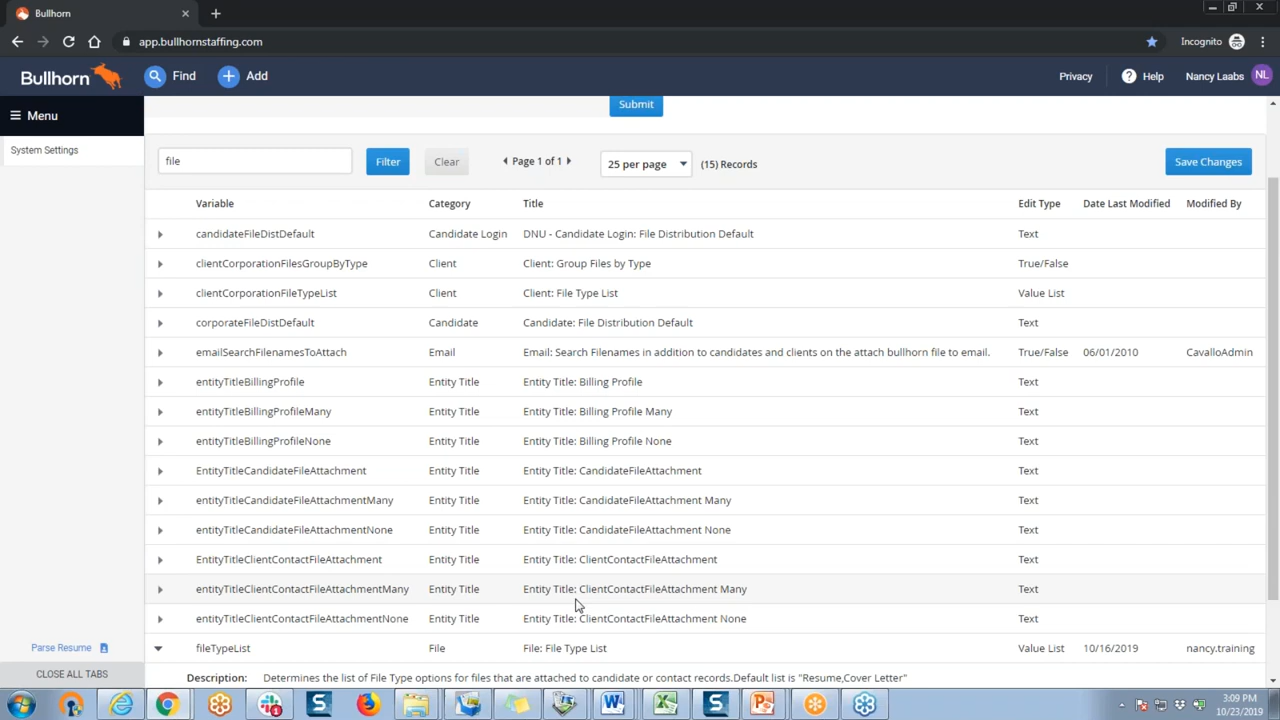 Bullhorn
app.bullhornstaffing.com
Incognito
Bullhorn
Find
Add
Privacy
? Help
Nancy Laabs NL
Menu
System Settings
Submit
file
Filter
Clear
Page 1 of 1
25 per page
(15) Records
Save Changes
Variable Category Title Edit Type Date Last Modified Modified By
candidateFileDistDefault Candidate Login DNU - Candidate Login: File Distribution Default Text
clientCorporationFilesGroupByType Client Client: Group Files by Type True/False
clientCorporationFileTypeList Client Client: File Type List Value List
corporateFileDistDefault Candidate Candidate: File Distribution Default Text
emailSearchFilenamesToAttach Email Email: Search Filenames in addition to candidates and clients on the attach bullhorn file to email. True/False 06/01/2010 CavalloAdmin
entityTitleBillingProfile Entity Title Entity Title: Billing Profile Text
entityTitleBillingProfileMany Entity Title Entity Title: Billing Profile Many Text
entityTitleBillingProfileNone Entity Title Entity Title: Billing Profile None Text
EntityTitleCandidateFileAttachment Entity Title Entity Title: CandidateFileAttachment Text
entityTitleCandidateFileAttachmentMany Entity Title Entity Title: CandidateFileAttachment Many Text
entityTitleCandidateFileAttachmentNone Entity Title Entity Title: CandidateFileAttachment None Text
EntityTitleClientContactFileAttachment Entity Title Entity Title: ClientContactFileAttachment Text
entityTitleClientContactFileAttachmentMany Entity Title Entity Title: ClientContactFileAttachment Many Text
entityTitleClientContactFileAttachmentNone Entity Title Entity Title: ClientContactFileAttachment None Text
fileTypeList File File: File Type List Value List 10/16/2019 nancy.training
Description: Determines the list of File Type options for files that are attached to candidate or contact records.Default list is "Resume,Cover Letter"
Parse Resume
CLOSE ALL TABS
3:09 PM
10/23/2019